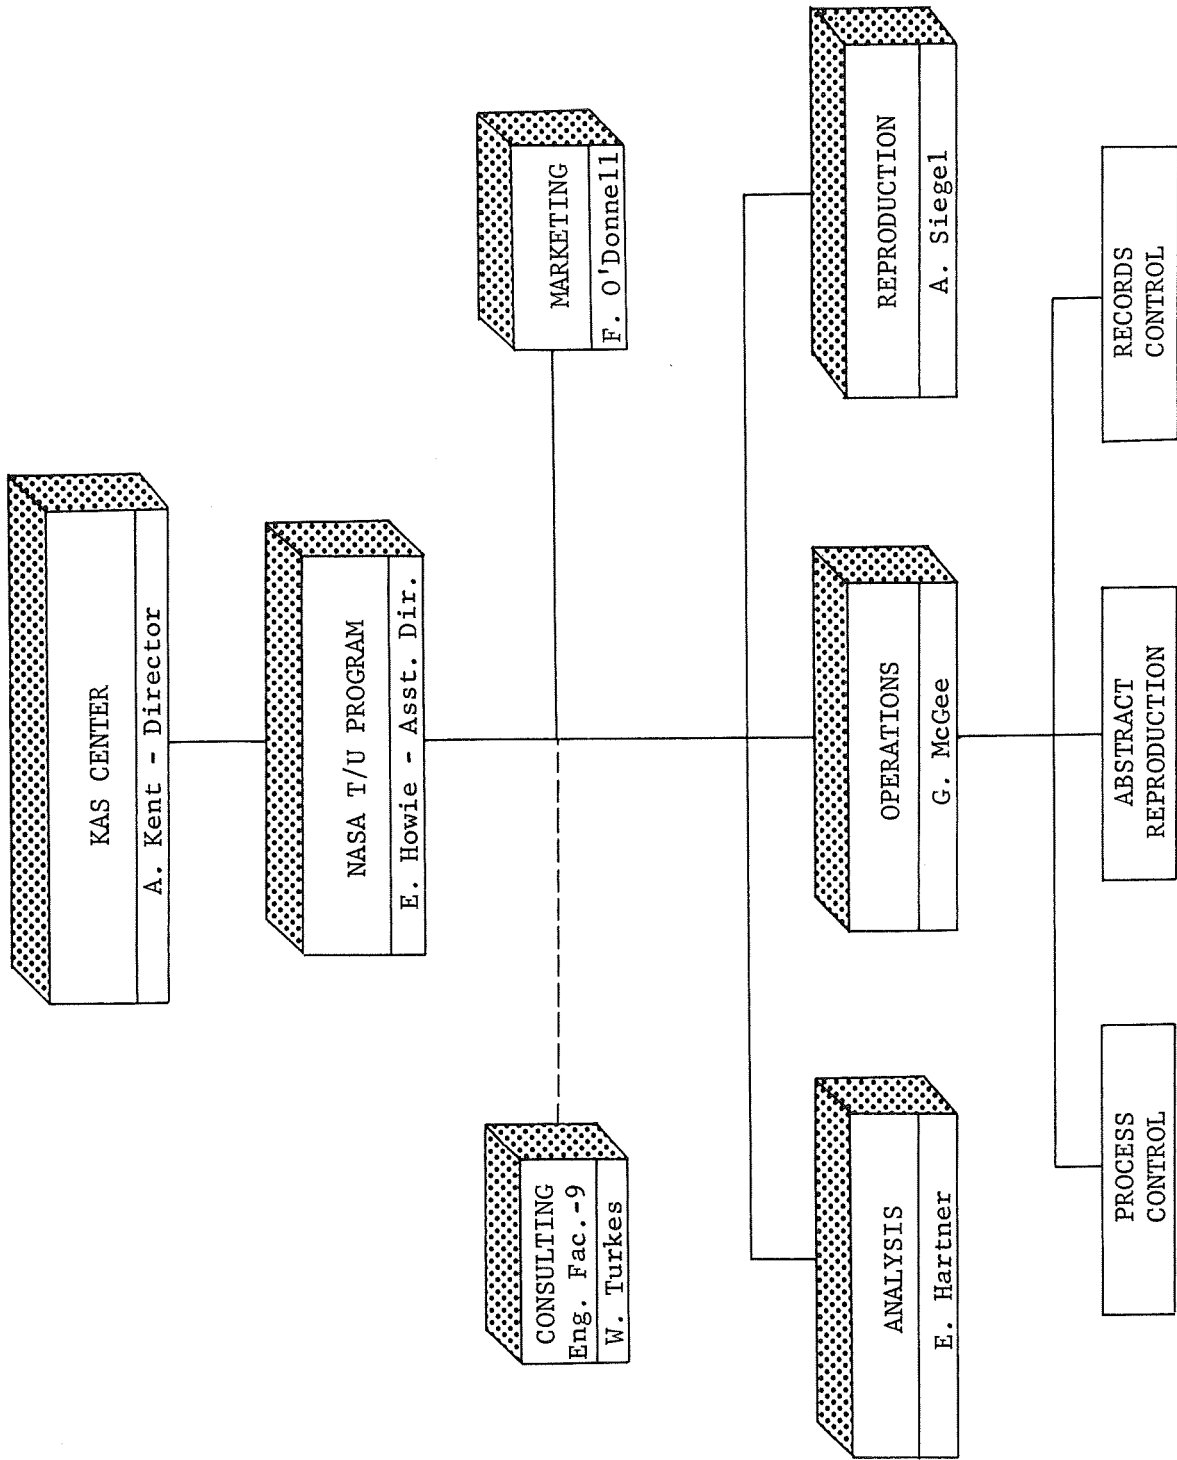 KAS CENTER
A. Kent - Director
NASA T/U PROGRAM
E. Howie - Asst. Dir.
CONSULTING
Eng. Fac.-9
W. Turkes
MARKETING
F. O'Donnell
ANALYSIS
E. Hartner
OPERATIONS
G. McGee
REPRODUCTION
A. Siegel
PROCESS
CONTROL
ABSTRACT
REPRODUCTION
RECORDS
CONTROL